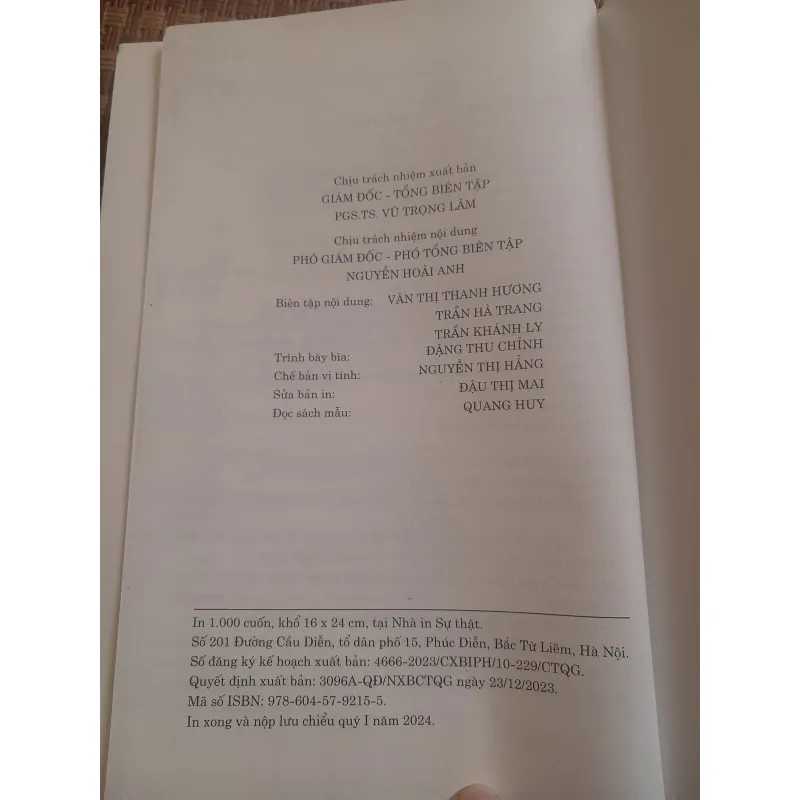 Chịu trách nhiệm xuất bản
GIÁM ĐỐC - TỔNG BIÊN TẬP
PGS.TS. VŨ TRỌNG LÂM
Chịu trách nhiệm nội dung
PHÓ GIÁM ĐỐC - PHÓ TỔNG BIÊN TẬP
NGUYỄN HOÀI ANH
Biên tập nội dung: VĂN THỊ THANH HƯƠNG
TRẦN HÀ TRANG
TRẦN KHÁNH LY
Trình bày bìa: ĐẶNG THU CHỈNH
Chế bản vi tính: NGUYỄN THỊ HẰNG
Sửa bản in: ĐẬU THỊ MAI
Đọc sách mẫu: QUANG HUY
In 1.000 cuốn, khổ 16 x 24 cm, tại Nhà in Sự thật.
Số 201 Đường Cầu Diễn, tổ dân phố 15, Phúc Diễn, Bắc Từ Liêm, Hà Nội.
Số đăng ký kế hoạch xuất bản: 4666-2023/CXBIPH/10-229/CTQG.
Quyết định xuất bản: 3096A-QĐ/NXBCTQG ngày 23/12/2023.
Mã số ISBN: 978-604-57-9215-5.
In xong và nộp lưu chiểu quý I năm 2024.